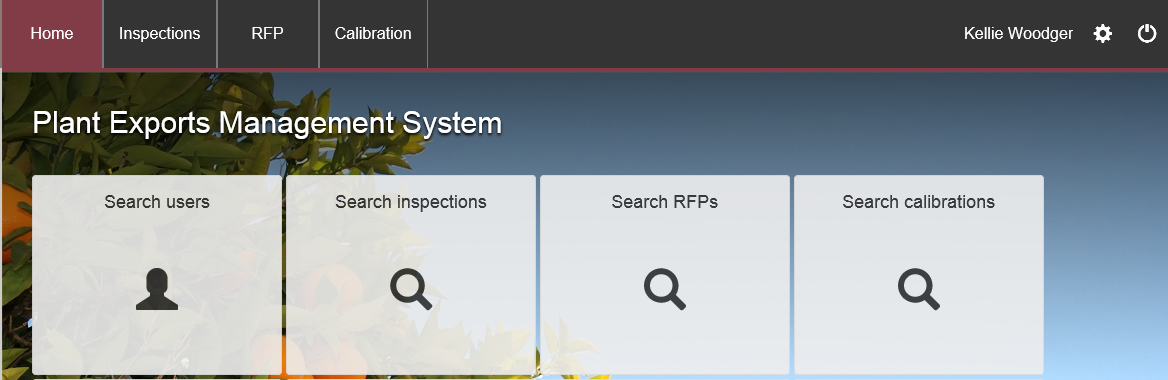 Home Inspections RFP Calibration Kellie Woodger
Plant Exports Management System
Search users Search inspections Search RFPs Search calibrations